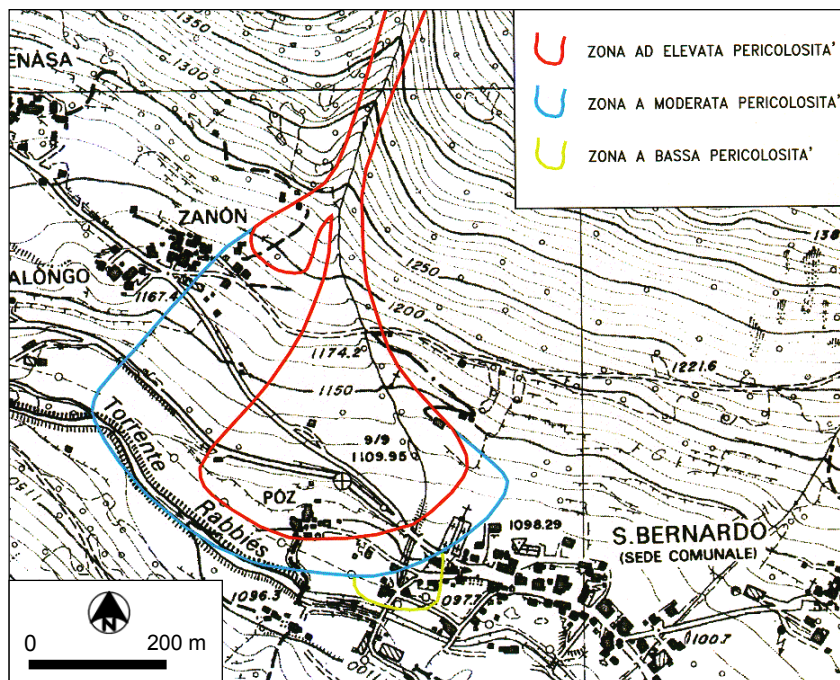 ZONA AD ELEVATA PERICOLOSITA'
ZONA A MODERATA PERICOLOSITA'
ZONA A BASSA PERICOLOSITA'
1350
1300
ENASA
ZANON
ALONGO
1167.4
1250
1200
1174.2
1150
1221.6
9/9
1109.95
Torrente
Rabbiés
PÓZ
1098.29
S.BERNARDO
(SEDE COMUNALE)
1096.3
0
200 m
N